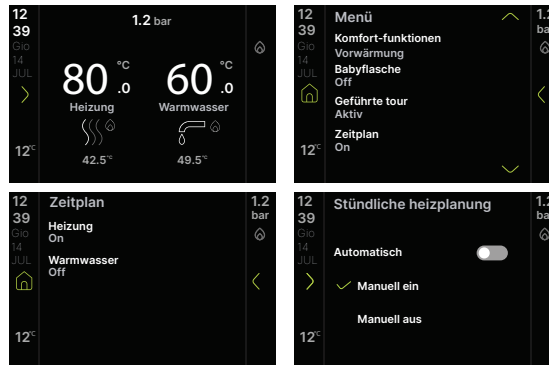 12
39
Gio
14
JUL
12°C
1.2 bar
80.0 °C
60.0 °C
Heizung
Warmwasser
42.5°C
49.5°C
12
39
Gio
14
JUL
12°C
Menü
Komfort-funktionen
Vorwärmung
Babyflasche
Off
Geführte tour
Aktiv
Zeitplan
On
1.2
12
39
Gio
14
JUL
12°C
Zeitplan
Heizung
On
Warmwasser
Off
1.2
bar
12
39
Gio
14
JUL
12°C
Stündliche heizplanung
Automatisch
Manuell ein
Manuell aus
1.2